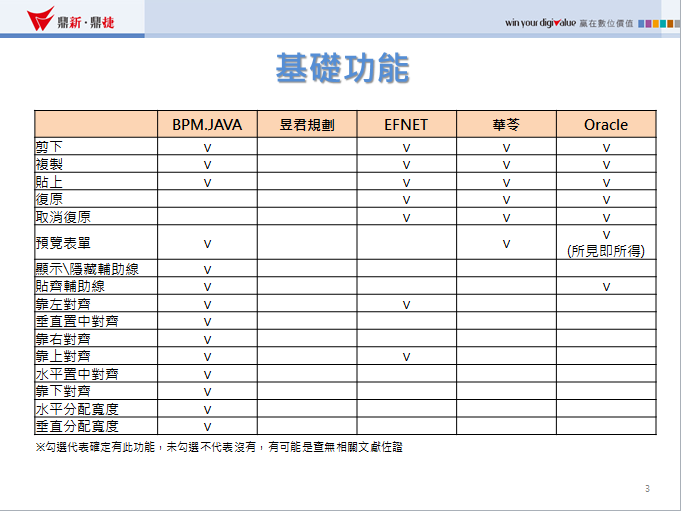 鼎新·鼎捷
win your digivalue 贏在數位價值
基礎功能
BPM.JAVA 昱君規劃 EFNET 華苓 Oracle
剪下 V V V V
複製 V V V V
貼上 V V V V
復原 V V V
取消復原 V V V
預覽表單 V V V
(所見即所得)
顯示\隱藏輔助線 V
貼齊輔助線 V V
靠左對齊 V V
垂直置中對齊 V
靠右對齊 V
靠上對齊 V V
水平置中對齊 V
靠下對齊 V
水平分配寬度 V
垂直分配寬度 V
※勾選代表確定有此功能，未勾選不代表沒有，有可能是查無相關文獻佐證
3